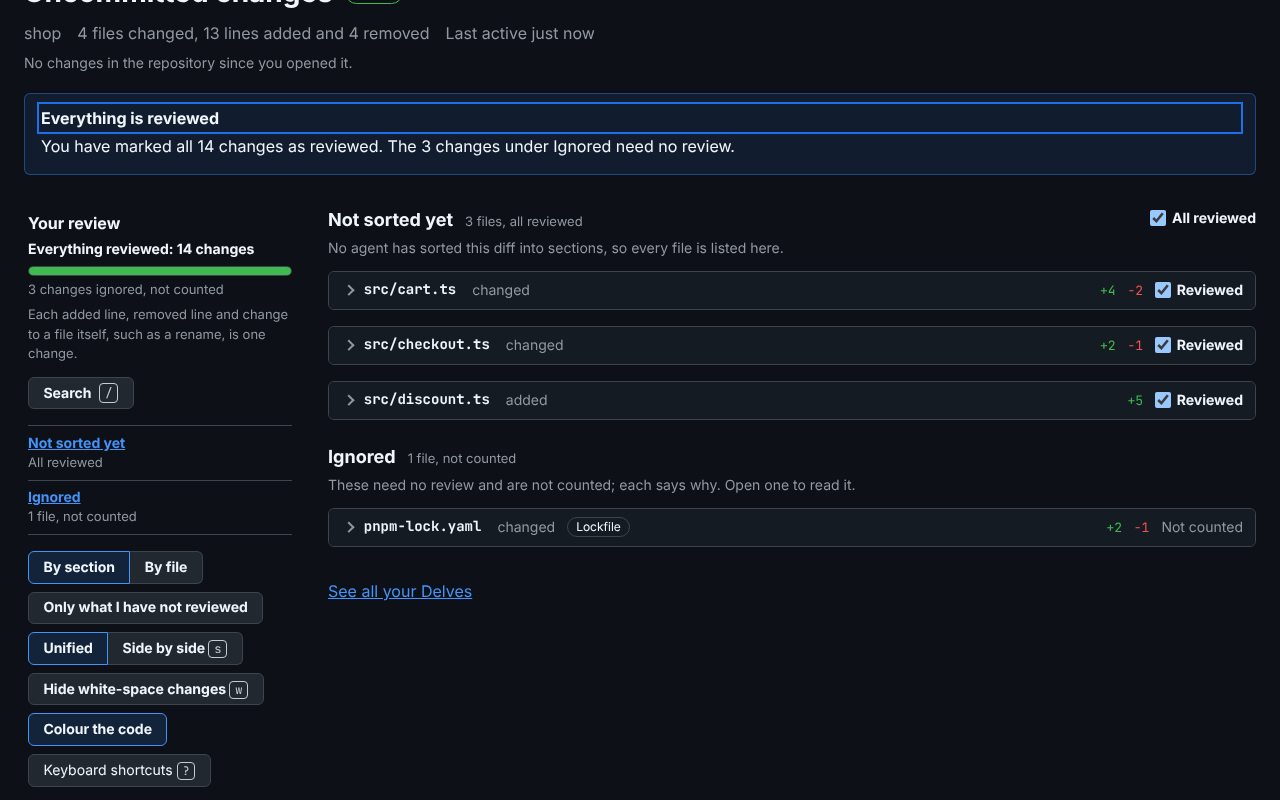 Uncommitted changes
shop 4 files changed, 13 lines added and 4 removed Last active just now
No changes in the repository since you opened it.
Everything is reviewed
You have marked all 14 changes as reviewed. The 3 changes under Ignored need no review.
Your review
Everything reviewed: 14 changes
3 changes ignored, not counted
Each added line, removed line and change
to a file itself, such as a rename, is one
change.
Search /
Not sorted yet
All reviewed
Ignored
1 file, not counted
By section By file
Only what I have not reviewed
Unified Side by side s
Hide white-space changes w
Colour the code
Keyboard shortcuts ?
Not sorted yet 3 files, all reviewed All reviewed
No agent has sorted this diff into sections, so every file is listed here.
src/cart.ts changed +4 -2 Reviewed
src/checkout.ts changed +2 -1 Reviewed
src/discount.ts added +5 Reviewed
Ignored 1 file, not counted
These need no review and are not counted; each says why. Open one to read it.
pnpm-lock.yaml changed Lockfile +2 -1 Not counted
See all your Delves